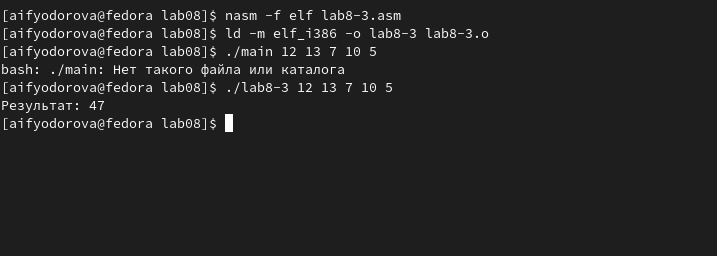 [aifyodorova@fedora lab08]$ nasm -f elf lab8-3.asm
[aifyodorova@fedora lab08]$ ld -m elf_i386 -o lab8-3 lab8-3.o
[aifyodorova@fedora lab08]$ ./main 12 13 7 10 5
bash: ./main: Нет такого файла или каталога
[aifyodorova@fedora lab08]$ ./lab8-3 12 13 7 10 5
Результат: 47
[aifyodorova@fedora lab08]$